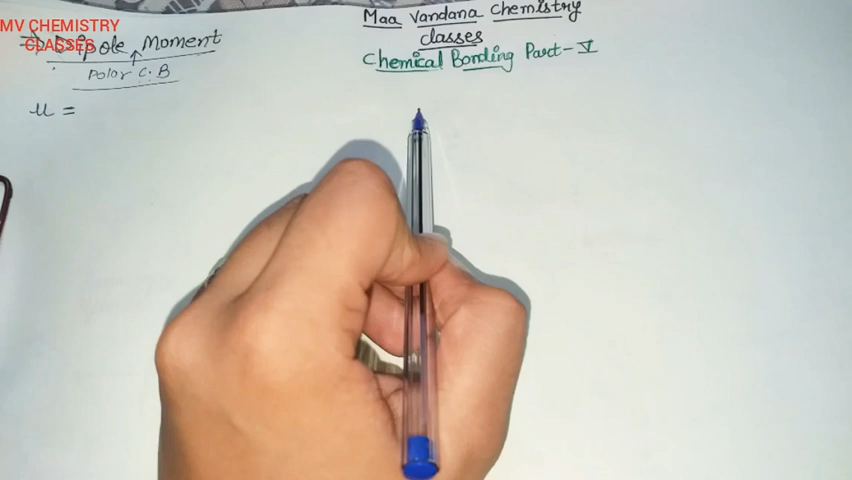 Maa Vandana Chemistry
classes
Chemical Bonding Part-V
MV CHEMISTRY
CLASSES
Dipole Moment
Polar C.B
μ =